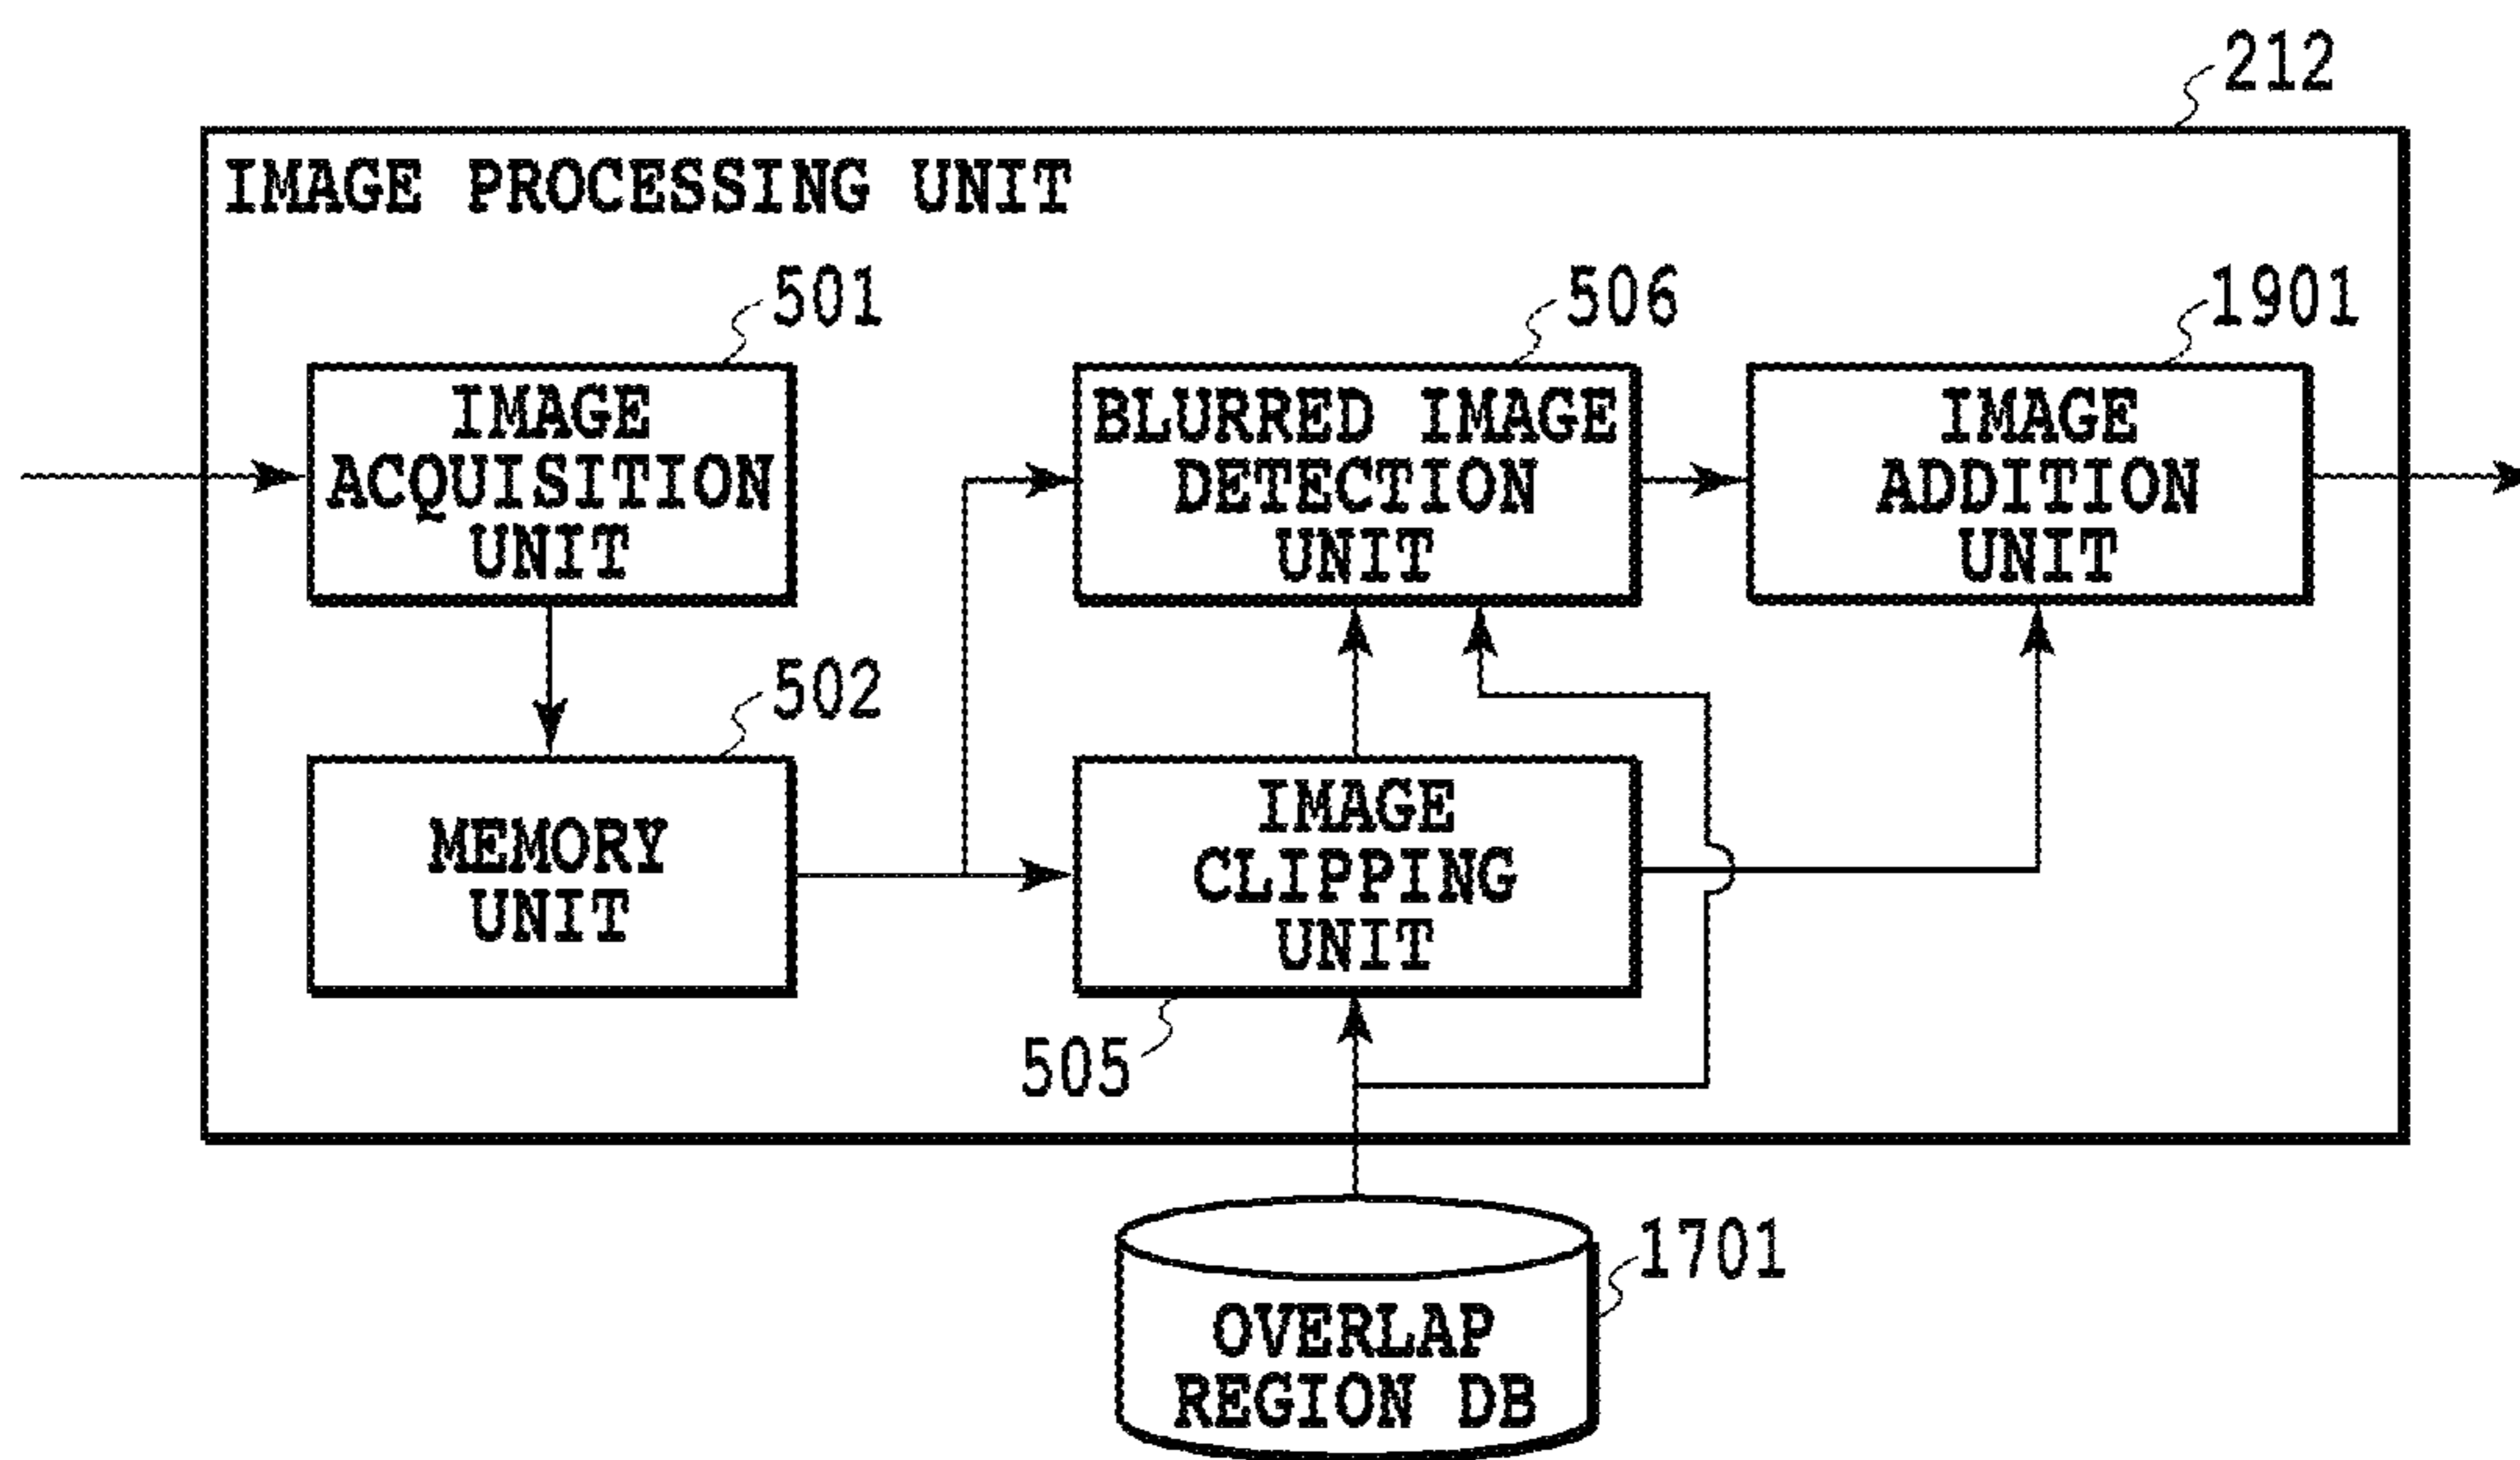 212
IMAGE PROCESSING UNIT
501
506
1901
IMAGE
ACQUISITION
UNIT
BLURRED IMAGE
DETECTION
UNIT
IMAGE
ADDITION
UNIT
502
MEMORY
UNIT
IMAGE
CLIPPING
UNIT
505
1701
OVERLAP
REGION DB